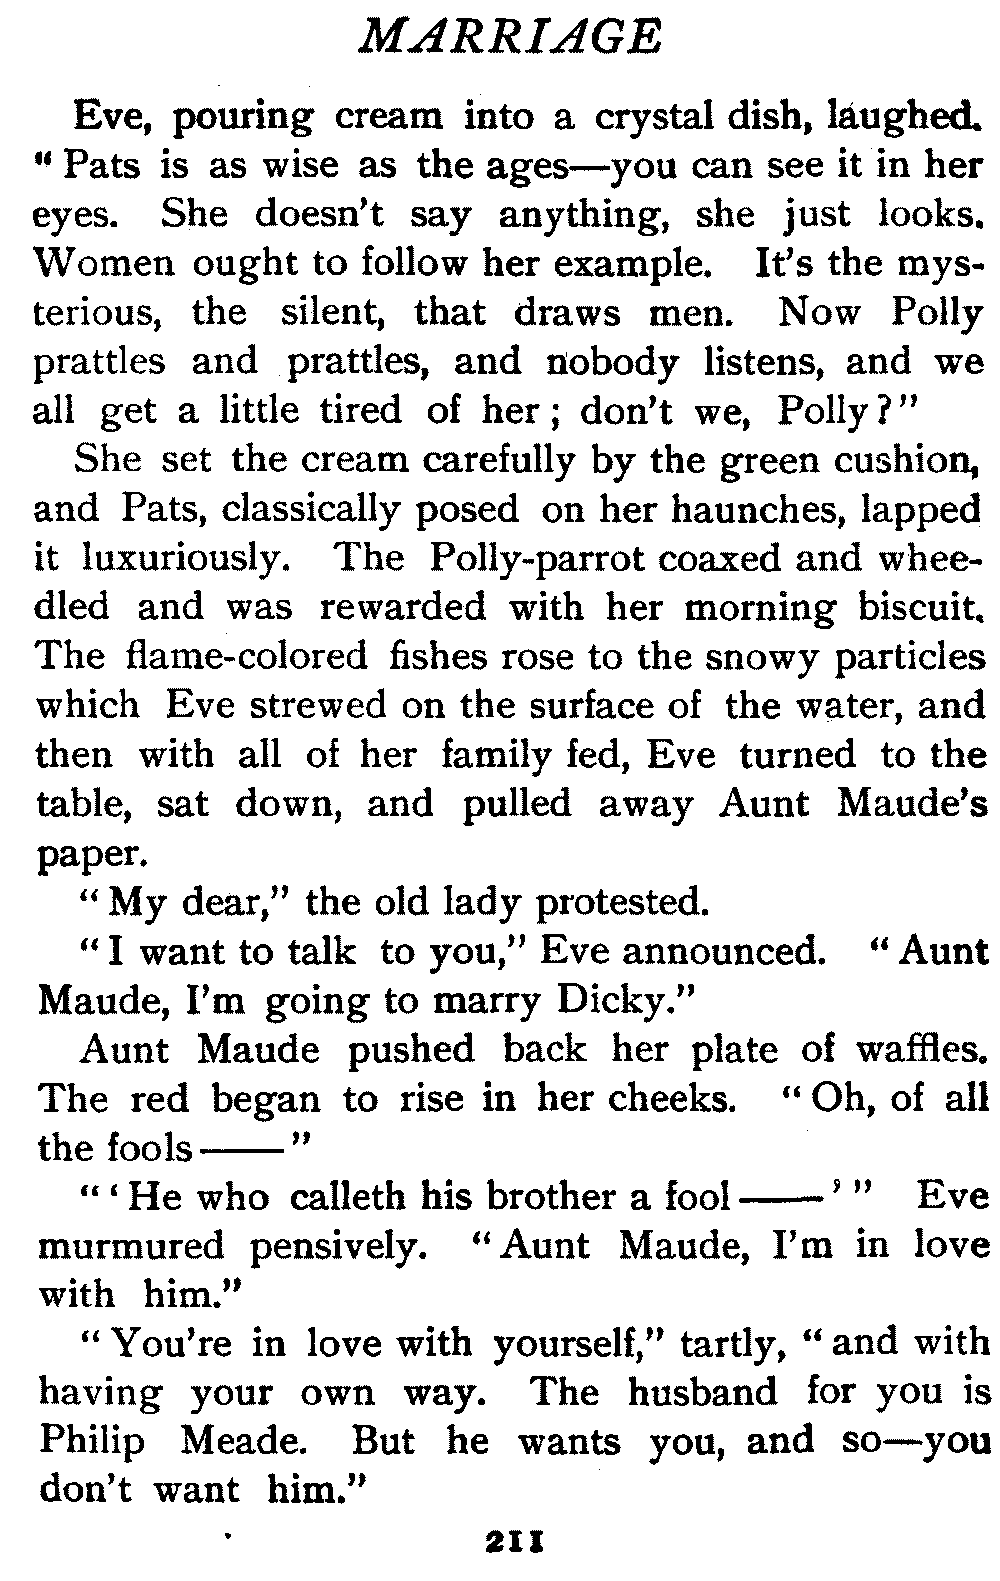 MARRIAGE
Eve, pouring cream into a crystal dish, laughed.
"Pats is as wise as the ages—you can see it in her
eyes. She doesn't say anything, she just looks.
Women ought to follow her example. It's the mys-
terious, the silent, that draws men. Now Polly
prattles and prattles, and nobody listens, and we
all get a little tired of her; don't we, Polly?"
She set the cream carefully by the green cushion,
and Pats, classically posed on her haunches, lapped
it luxuriously. The Polly-parrot coaxed and whee-
dled and was rewarded with her morning biscuit.
The flame-colored fishes rose to the snowy particles
which Eve strewed on the surface of the water, and
then with all of her family fed, Eve turned to the
table, sat down, and pulled away Aunt Maude's
paper.
"My dear," the old lady protested.
"I want to talk to you," Eve announced. "Aunt
Maude, I'm going to marry Dicky."
Aunt Maude pushed back her plate of waffles.
The red began to rise in her cheeks. "Oh, of all
the fools——"
"'He who calleth his brother a fool——'" Eve
murmured pensively. "Aunt Maude, I'm in love
with him."
"You're in love with yourself," tartly, "and with
having your own way. The husband for you is
Philip Meade. But he wants you, and so—you
don't want him."
211